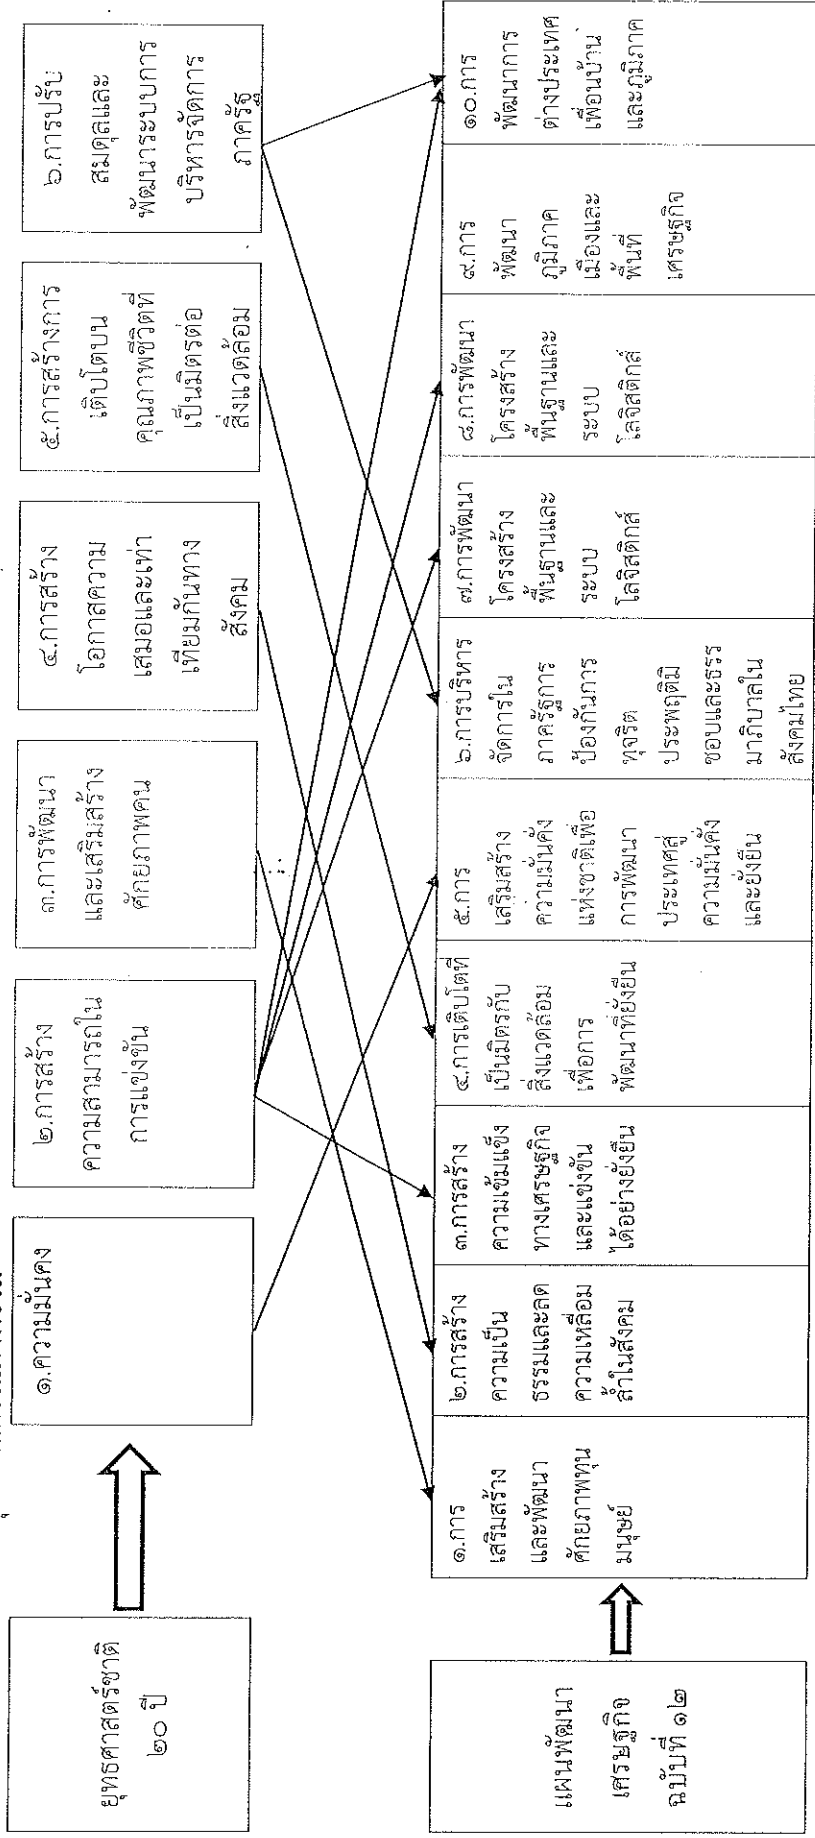 ยุทธศาสตร์ชาติ
๒๐ ปี
๑.ความมั่นคง
๒.การสร้าง
ความสามารถใน
การแข่งขัน
๓.การพัฒนา
และเสริมสร้าง
ศักยภาพคน
๔.การสร้าง
โอกาสความ
เสมอและเท่า
เทียมกันทาง
สังคม
๕.การสร้างการ
เติบโตบน
คุณภาพชีวิตที่
เป็นมิตรต่อ
สิ่งแวดล้อม
๖.การปรับ
สมดุลและ
พัฒนาระบบการ
บริหารจัดการ
ภาครัฐ
แผนพัฒนา
เศรษฐกิจ
ฉบับที่ ๑๒
๑.การ
เสริมสร้าง
และพัฒนา
ศักยภาพทุน
มนุษย์
๒.การสร้าง
ความเป็น
ธรรมและลด
ความเหลื่อม
ล้ำในสังคม
๓.การสร้าง
ความเข้มแข็ง
ทางเศรษฐกิจ
และแข่งขัน
ได้อย่างยั่งยืน
๔.การเติบโตที่
เป็นมิตรกับ
สิ่งแวดล้อม
เพื่อการ
พัฒนาที่ยั่งยืน
๕.การ
เสริมสร้าง
ความมั่นคง
แห่งชาติเพื่อ
การพัฒนา
ประเทศสู่
ความมั่นคั่ง
และยั่งยืน
๖.การบริหาร
จัดการใน
ภาครัฐการ
ป้องกันการ
ทุจริต
ประพฤติมิ
ชอบและธรร
มาภิบาลใน
สังคมไทย
๗.การพัฒนา
โครงสร้าง
พื้นฐานและ
ระบบ
โลจิสติกส์
๘.การพัฒนา
โครงสร้าง
พื้นฐานและ
ระบบ
โลจิสติกส์
๙.การ
พัฒนา
ภูมิภาค
เมืองและ
พื้นที่
เศรษฐกิจ
๑๐.การ
พัฒนาการ
ต่างประเทศ
เพื่อนบ้าน
และภูมิภาค